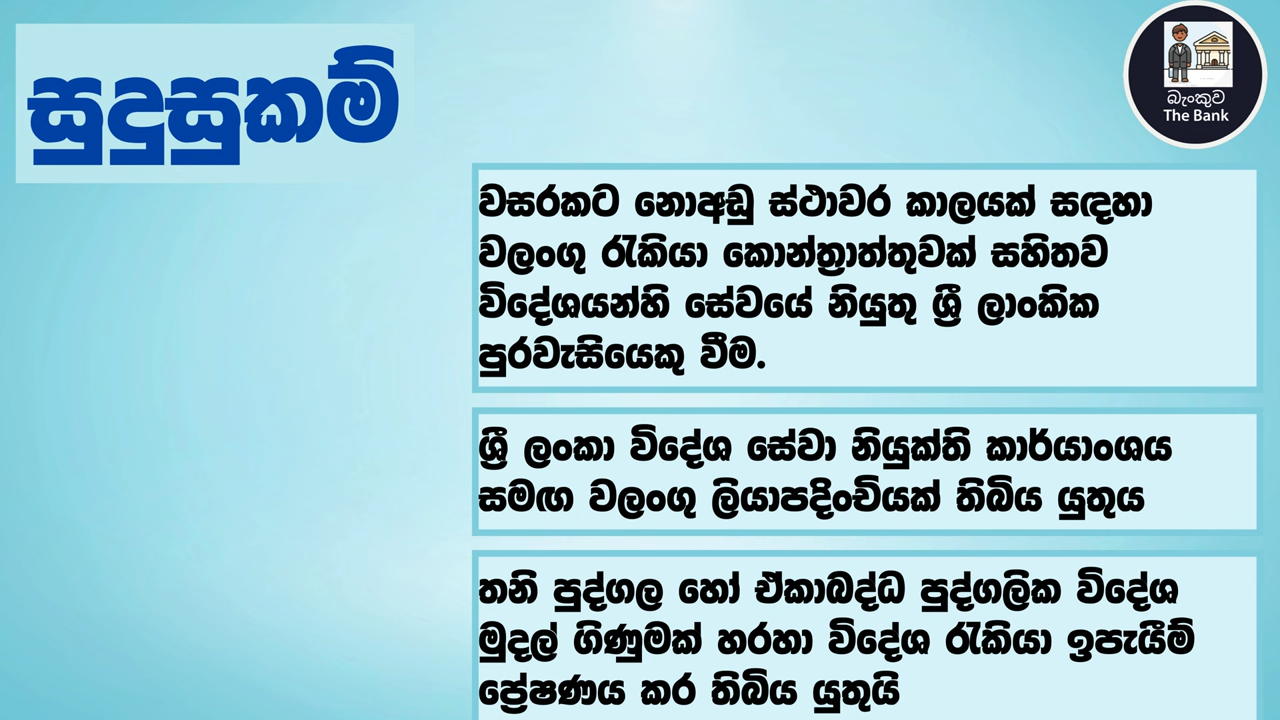 සුදුසුකම්
බැංකුව
The Bank
වසරකට නොඅඩු ස්ථාවර කාලයක් සඳහා
වලංගු රැකියා කොන්ත්‍රාත්තුවක් සහිතව
විදේශයන්හි සේවයේ නියුතු ශ්‍රී ලාංකික
පුරවැසියෙකු වීම.
ශ්‍රී ලංකා විදේශ සේවා නියුක්ති කාර්යාංශය
සමඟ වලංගු ලියාපදිංචියක් තිබිය යුතුය
තනි පුද්ගල හෝ ඒකාබද්ධ පුද්ගලික විදේශ
මුදල් ගිණුමක් හරහා විදේශ රැකියා ඉපැයීම්
ප්‍රේෂණය කර තිබිය යුතුයි